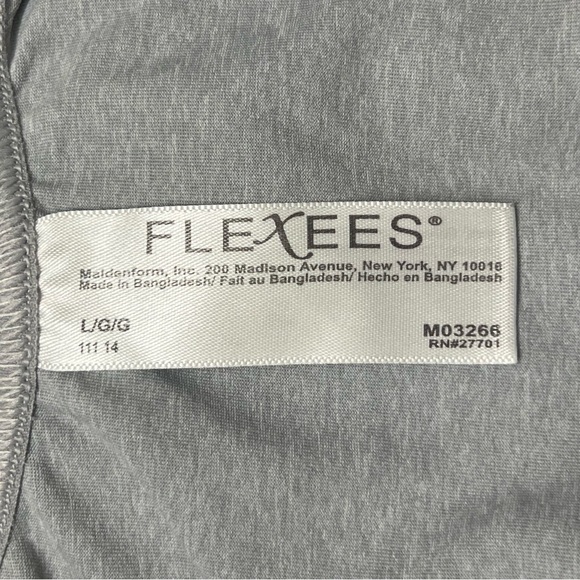 FLEXEES®
Maidenform, Inc. 200 Madison Avenue, New York, NY 10016
Made in Bangladesh/ Fait au Bangladesh/ Hecho en Bangladesh
L/G/G
111 14
M03266
RN#27701